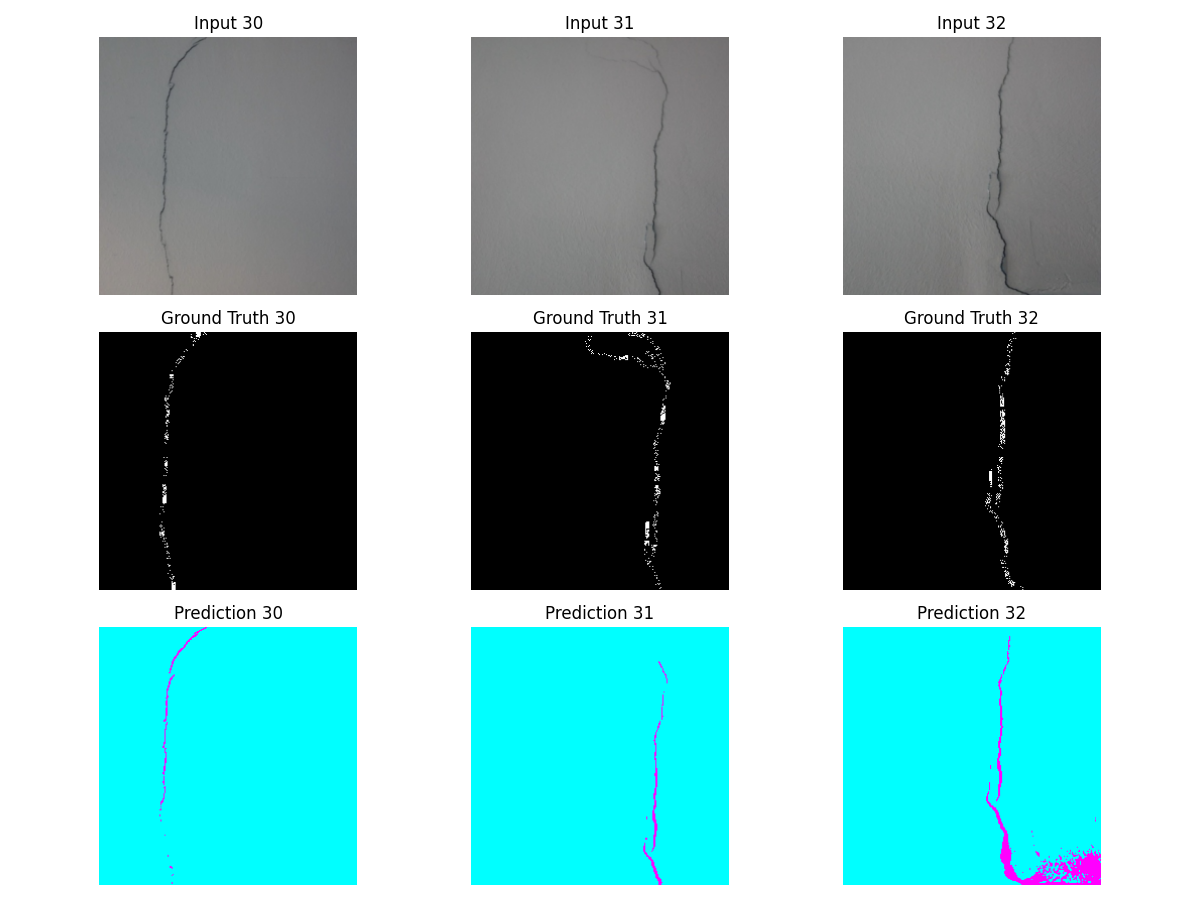 Input 30
Input 31
Input 32
Ground Truth 30
Ground Truth 31
Ground Truth 32
Prediction 30
Prediction 31
Prediction 32